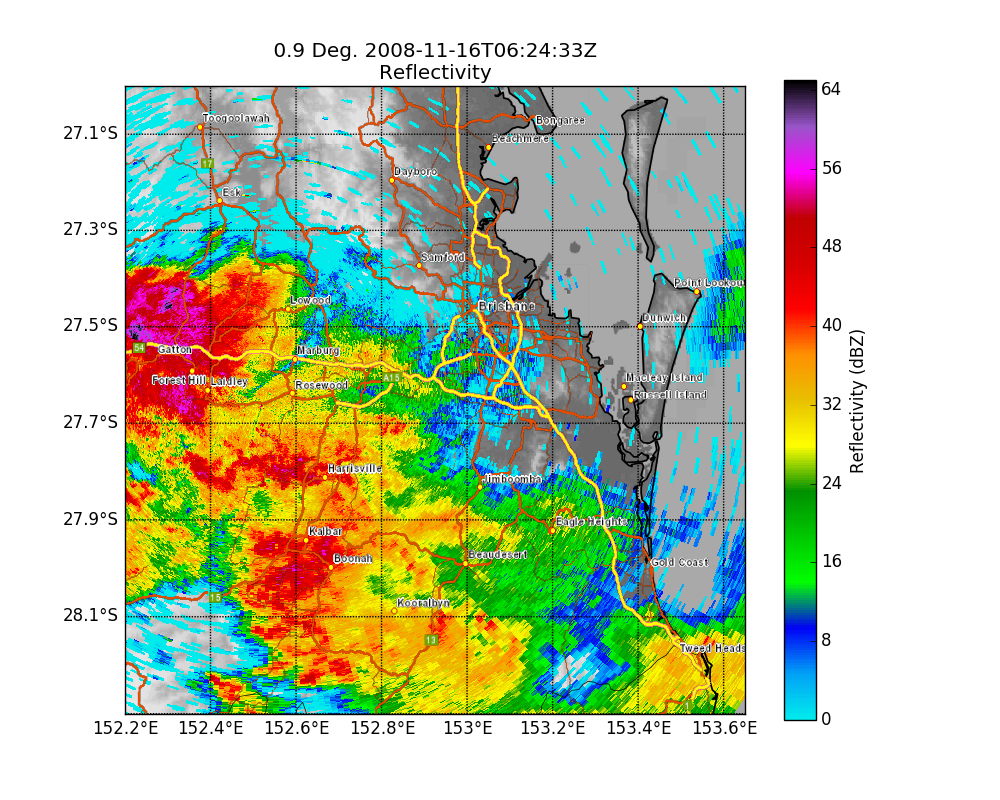 0.9 Deg. 2008-11-16T06:24:33Z
Reflectivity
64
56
48
40
32
24
16
8
0
Reflectivity (dBZ)
27.1°S
27.3°S
27.5°S
27.7°S
27.9°S
28.1°S
152.2°E 152.4°E 152.6°E 152.8°E 153°E 153.2°E 153.4°E 153.6°E
Toogoolawah
Bongaree
Beachmere
17
Dayboro
Esk
Samford
Point Lookou
Lowood
Brisbane
Dunwich
54
Gatton
Marburg
Forest Hill
Laidley
Rosewood
A15
Macleay Island
Russell Island
Harrisville
Jimboomba
Eagle Heights
Kalbar
Boonah
Beaudesert
Gold Coast
15
Kooralbyn
13
Tweed Heads